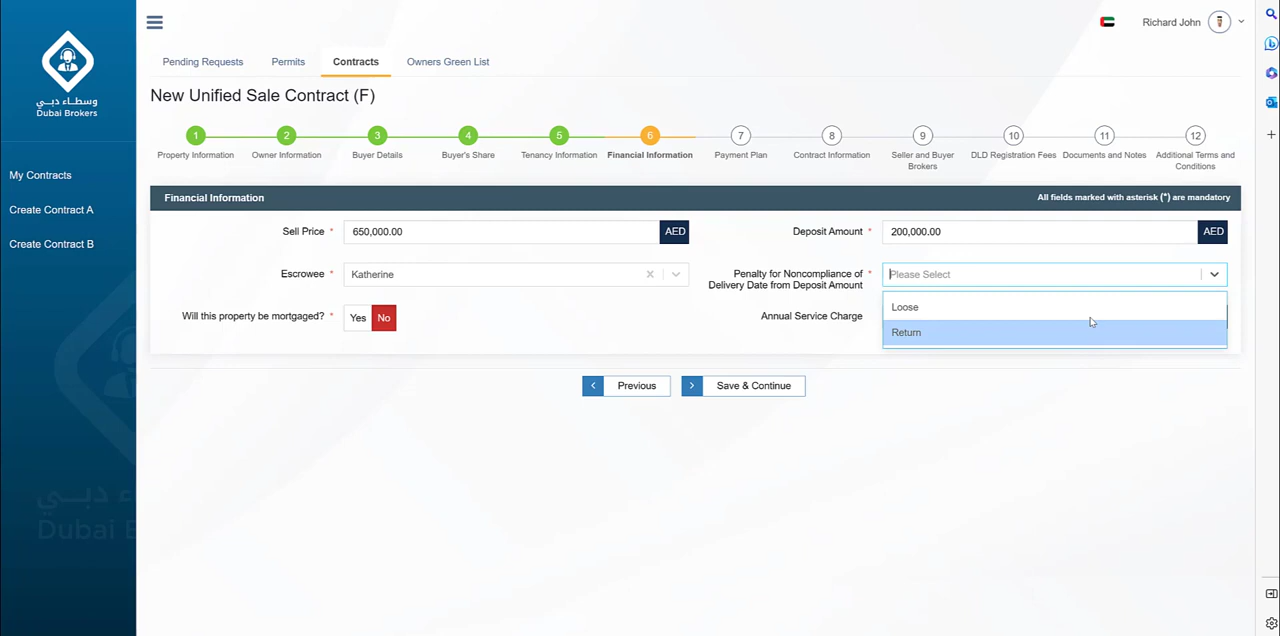 Richard John
وسطاء دبي
Dubai Brokers
My Contracts
Create Contract A
Create Contract B
Pending Requests
Permits
Contracts
Owners Green List
New Unified Sale Contract (F)
1
2
3
4
5
6
7
8
9
10
11
12
Property Information
Owner Information
Buyer Details
Buyer's Share
Tenancy Information
Financial Information
Payment Plan
Contract Information
Seller and Buyer
Brokers
DLD Registration Fees
Documents and Notes
Additional Terms and
Conditions
Financial Information
All fields marked with asterisk (*) are mandatory
Sell Price * 650,000.00 AED
Deposit Amount * 200,000.00 AED
Escrowee * Katherine
Penalty for Noncompliance of * Please Select
Delivery Date from Deposit Amount
Loose
Return
Will this property be mortgaged? * Yes No
Annual Service Charge
Previous
Save & Continue
دبي
Dubai B